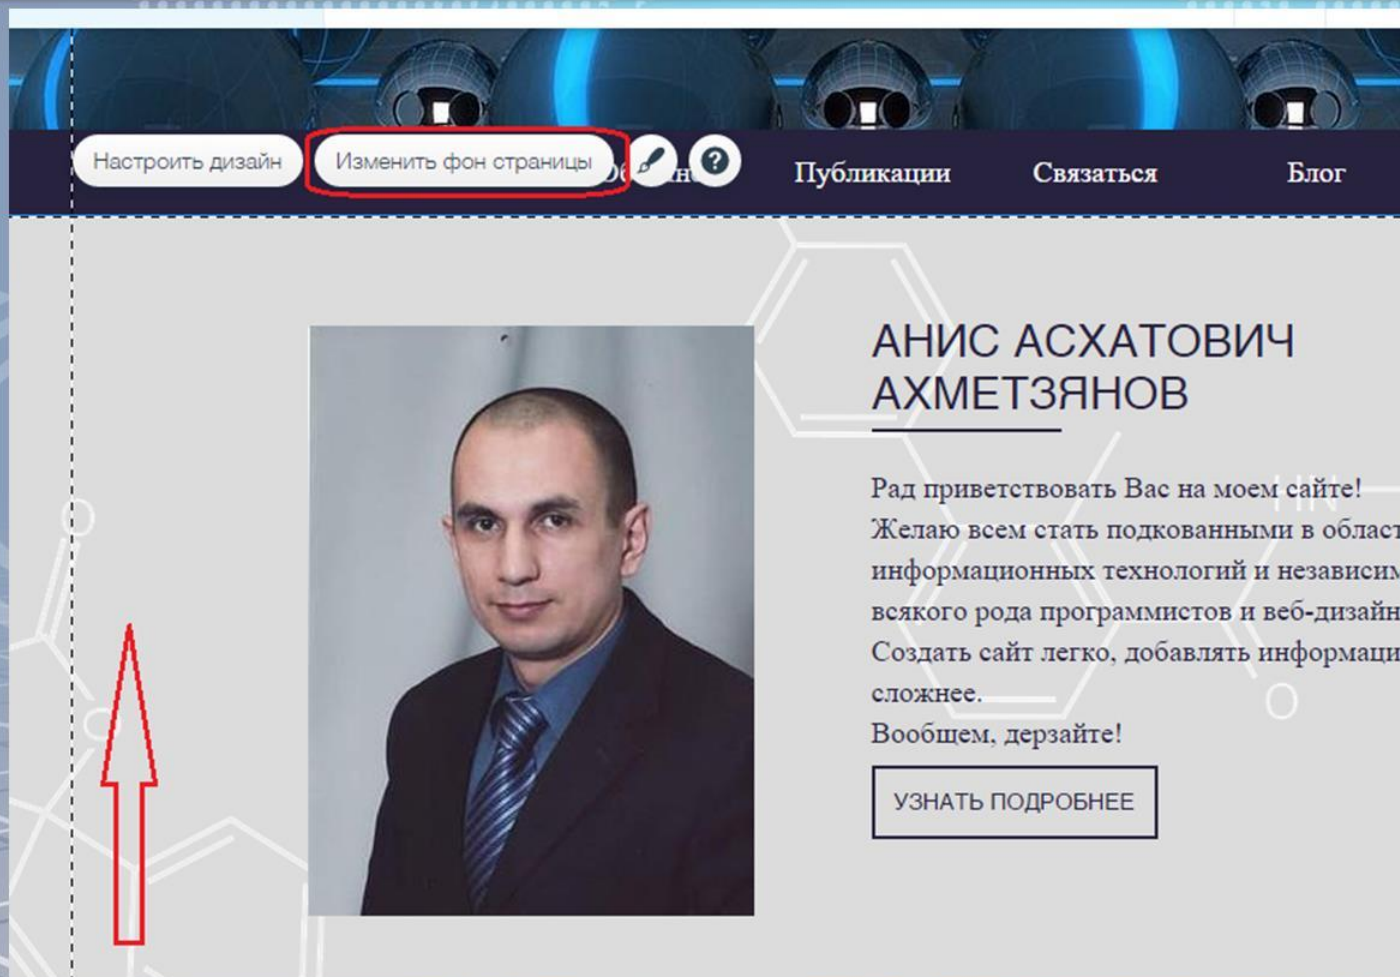 Настроить дизайн
Изменить фон страницы
Публикации
Связаться
Блог
АНИС АСХАТОВИЧ
АХМЕТЗЯНОВ
Рад приветствовать Вас на моем сайте!
HN
Желаю всем стать подкованными в област
информационных технологий и независим
всякого рода программистов и веб-дизайн
Создать сайт легко, добавлять информаци
сложнее.
O
O
O
Вообщем, дерзайте!
УЗНАТЬ ПОДРОБНЕЕ